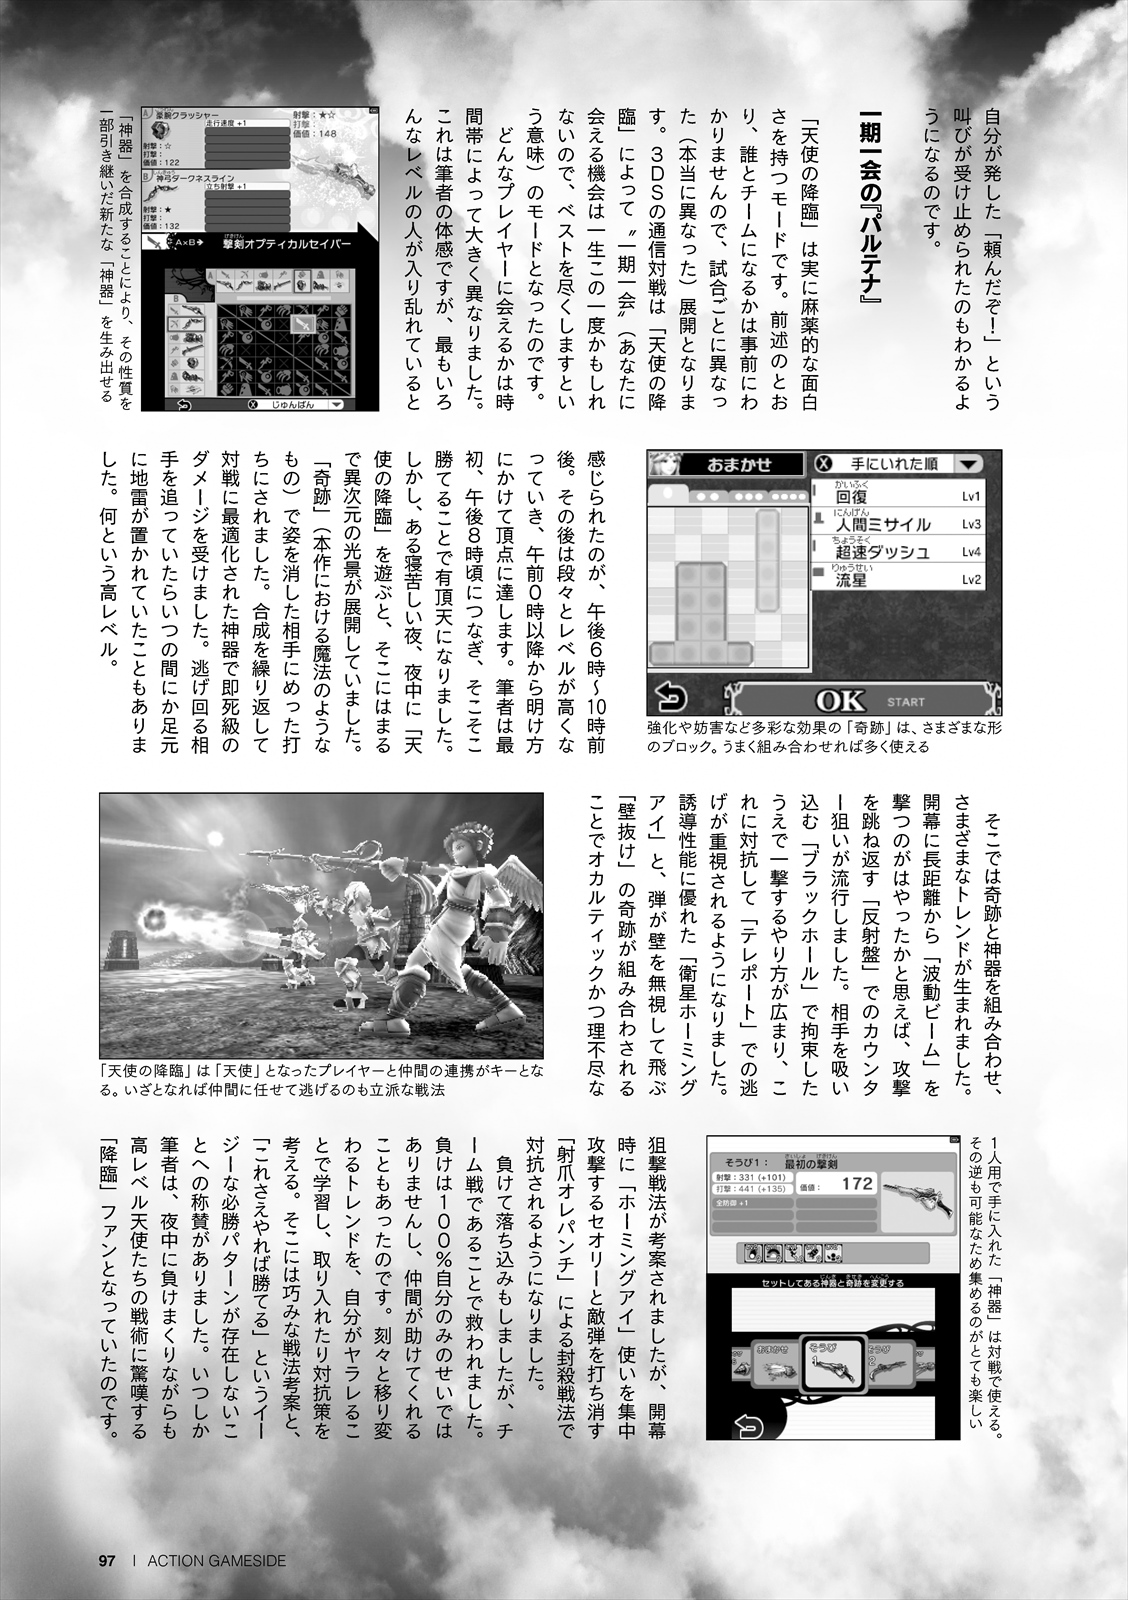 自分が発した「頼んだぞ！」という
叫びが受け止められたのもわかるよ
うになるのです。
一期一会の『パルテナ』
「天使の降臨」は実に麻薬的な面白
さを持つモードです。前述のとお
り、誰とチームになるかは事前にわ
かりませんので、試合ごとに異なっ
た（本当に異なった）展開となりま
す。3DSの通信対戦は「天使の降
臨」によって〝一期一会〟（あなたに
会える機会は一生この一度かもしれ
ないので、ベストを尽くしますとい
う意味）のモードとなったのです。
どんなプレイヤーに会えるかは時
間帯によって大きく異なりました。
これは筆者の体感ですが、最もいろ
んなレベルの人が入り乱れていると
豪腕クラッシャー
走行速度 +1
射撃：☆
打撃：
価値：122
神弓ダークネスライン
立ち射撃 +1
射撃：★
打撃：
価値：132
射撃：★☆
打撃：
価値：148
A×B➔
げきけん
撃剣オプティカルセイバー
A
B
Ⓧ じゅんばん
「神器」を合成することにより、その性質を
一部引き継いだ新たな「神器」を生み出せる
おまかせ
Ⓧ 手にいれた順
かいふく
回復 Lv1
にんげん
人間ミサイル Lv3
ちょうそく
超速ダッシュ Lv4
りゅうせい
流星 Lv2
OK START
強化や妨害など多彩な効果の「奇跡」は、さまざまな形
のブロック。うまく組み合わせれば多く使える
感じられたのが、午後6時～10時前
後。その後は段々とレベルが高くな
っていき、午前0時以降から明け方
にかけて頂点に達します。筆者は最
初、午後8時頃につなぎ、そこそこ
勝てることで有頂天になりました。
しかし、ある寝苦しい夜、夜中に「天
使の降臨」を遊ぶと、そこにはまる
で異次元の光景が展開していました。
「奇跡」（本作における魔法のような
もの）で姿を消した相手にめった打
ちにされました。合成を繰り返して
対戦に最適化された神器で即死級の
ダメージを受けました。逃げ回る相
手を追っていたらいつの間にか足元
に地雷が置かれていたこともありま
した。何という高レベル。
そこでは奇跡と神器を組み合わせ、
さまざまなトレンドが生まれました。
開幕に長距離から「波動ビーム」を
撃つのがはやったかと思えば、攻撃
を跳ね返す「反射盤」でのカウンタ
ー狙いが流行しました。相手を吸い
込む「ブラックホール」で拘束した
うえで一撃するやり方が広まり、こ
れに対抗して「テレポート」での逃
げが重視されるようになりました。
誘導性能に優れた「衛星ホーミング
アイ」と、弾が壁を無視して飛ぶ
「壁抜け」の奇跡が組み合わされる
ことでオカルティックかつ理不尽な
「天使の降臨」は「天使」となったプレイヤーと仲間の連携がキーとな
る。いざとなれば仲間に任せて逃げるのも立派な戦法
1人用で手に入れた「神器」は対戦で使える。
その逆も可能なため集めるのがとても楽しい
そうび1：
さいしょ げきけん
最初の撃剣
射撃：331 (+101)
打撃：441 (+135)
価値： 172
全防御 +1
じんぎ きせき へんこう
セットしてある神器と奇跡を変更する
おまかせ
そうび
1
そうび
2
狙撃戦法が考案されましたが、開幕
時に「ホーミングアイ」使いを集中
攻撃するセオリーと敵弾を打ち消す
「射爪オレパンチ」による封殺戦法で
対抗されるようになりました。
負けて落ち込みもしましたが、チ
ーム戦であることで救われました。
負けは100％自分のみのせいでは
ありませんし、仲間が助けてくれる
こともあったのです。刻々と移り変
わるトレンドを、自分がヤラレるこ
とで学習し、取り入れたり対抗策を
考える。そこには巧みな戦法考案と、
「これさえやれば勝てる」というイー
ジーな必勝パターンが存在しないこ
とへの称賛がありました。いつしか
筆者は、夜中に負けまくりながらも
高レベル天使たちの戦術に驚嘆する
「降臨」ファンとなっていたのです。
97 | ACTION GAMESIDE